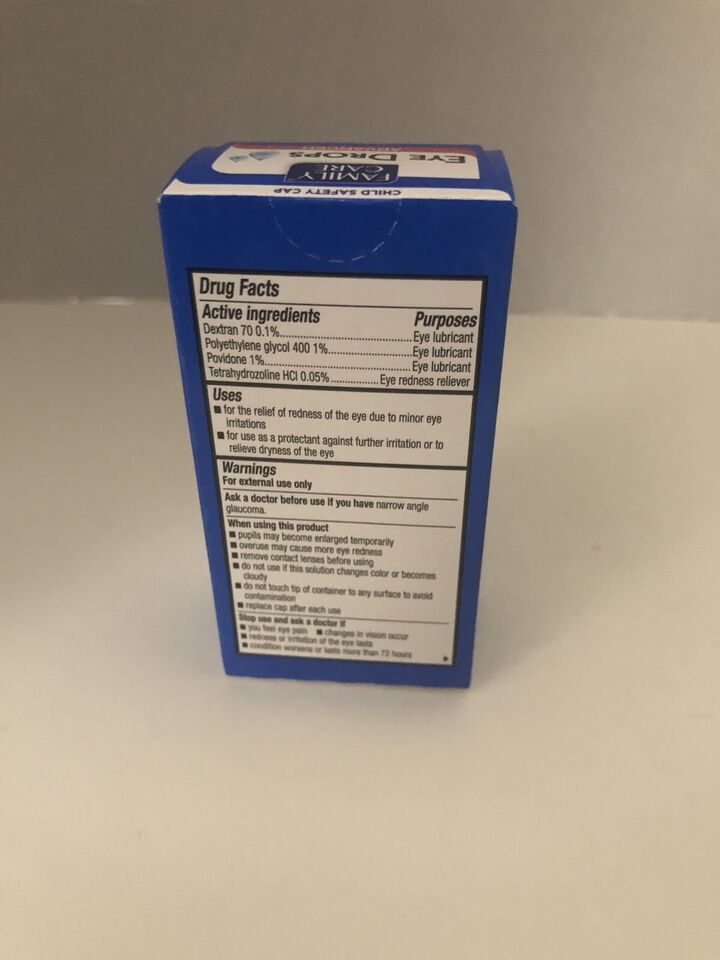 ADVANCED
EYE DROPS
FAMILY
CARE™
CHILD SAFETY CAP
Drug Facts
Active ingredients Purposes
Dextran 70 0.1%..............................Eye lubricant
Polyethylene glycol 400 1%....................Eye lubricant
Povidone 1%...................................Eye lubricant
Tetrahydrozoline HCl 0.05%.............Eye redness reliever
Uses
■ for the relief of redness of the eye due to minor eye
irritations
■ for use as a protectant against further irritation or to
relieve dryness of the eye
Warnings
For external use only
Ask a doctor before use if you have narrow angle
glaucoma.
When using this product
■ pupils may become enlarged temporarily
■ overuse may cause more eye redness
■ remove contact lenses before using
■ do not use if this solution changes color or becomes
cloudy
■ do not touch tip of container to any surface to avoid
contamination
■ replace cap after each use
Stop use and ask a doctor if
■ you feel eye pain ■ changes in vision occur
■ redness or irritation of the eye lasts
■ condition worsens or lasts more than 72 hours